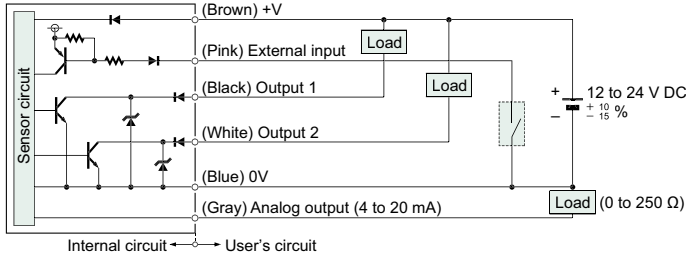 (Brown) +V
(Pink) External input
Load
Load
(Black) Output 1
(White) Output 2
(Blue) 0V
(Gray) Analog output (4 to 20 mA)
Sensor circuit
+
−
12 to 24 V DC
+ 10
− 15 %
Load (0 to 250 Ω)
Internal circuit
User's circuit